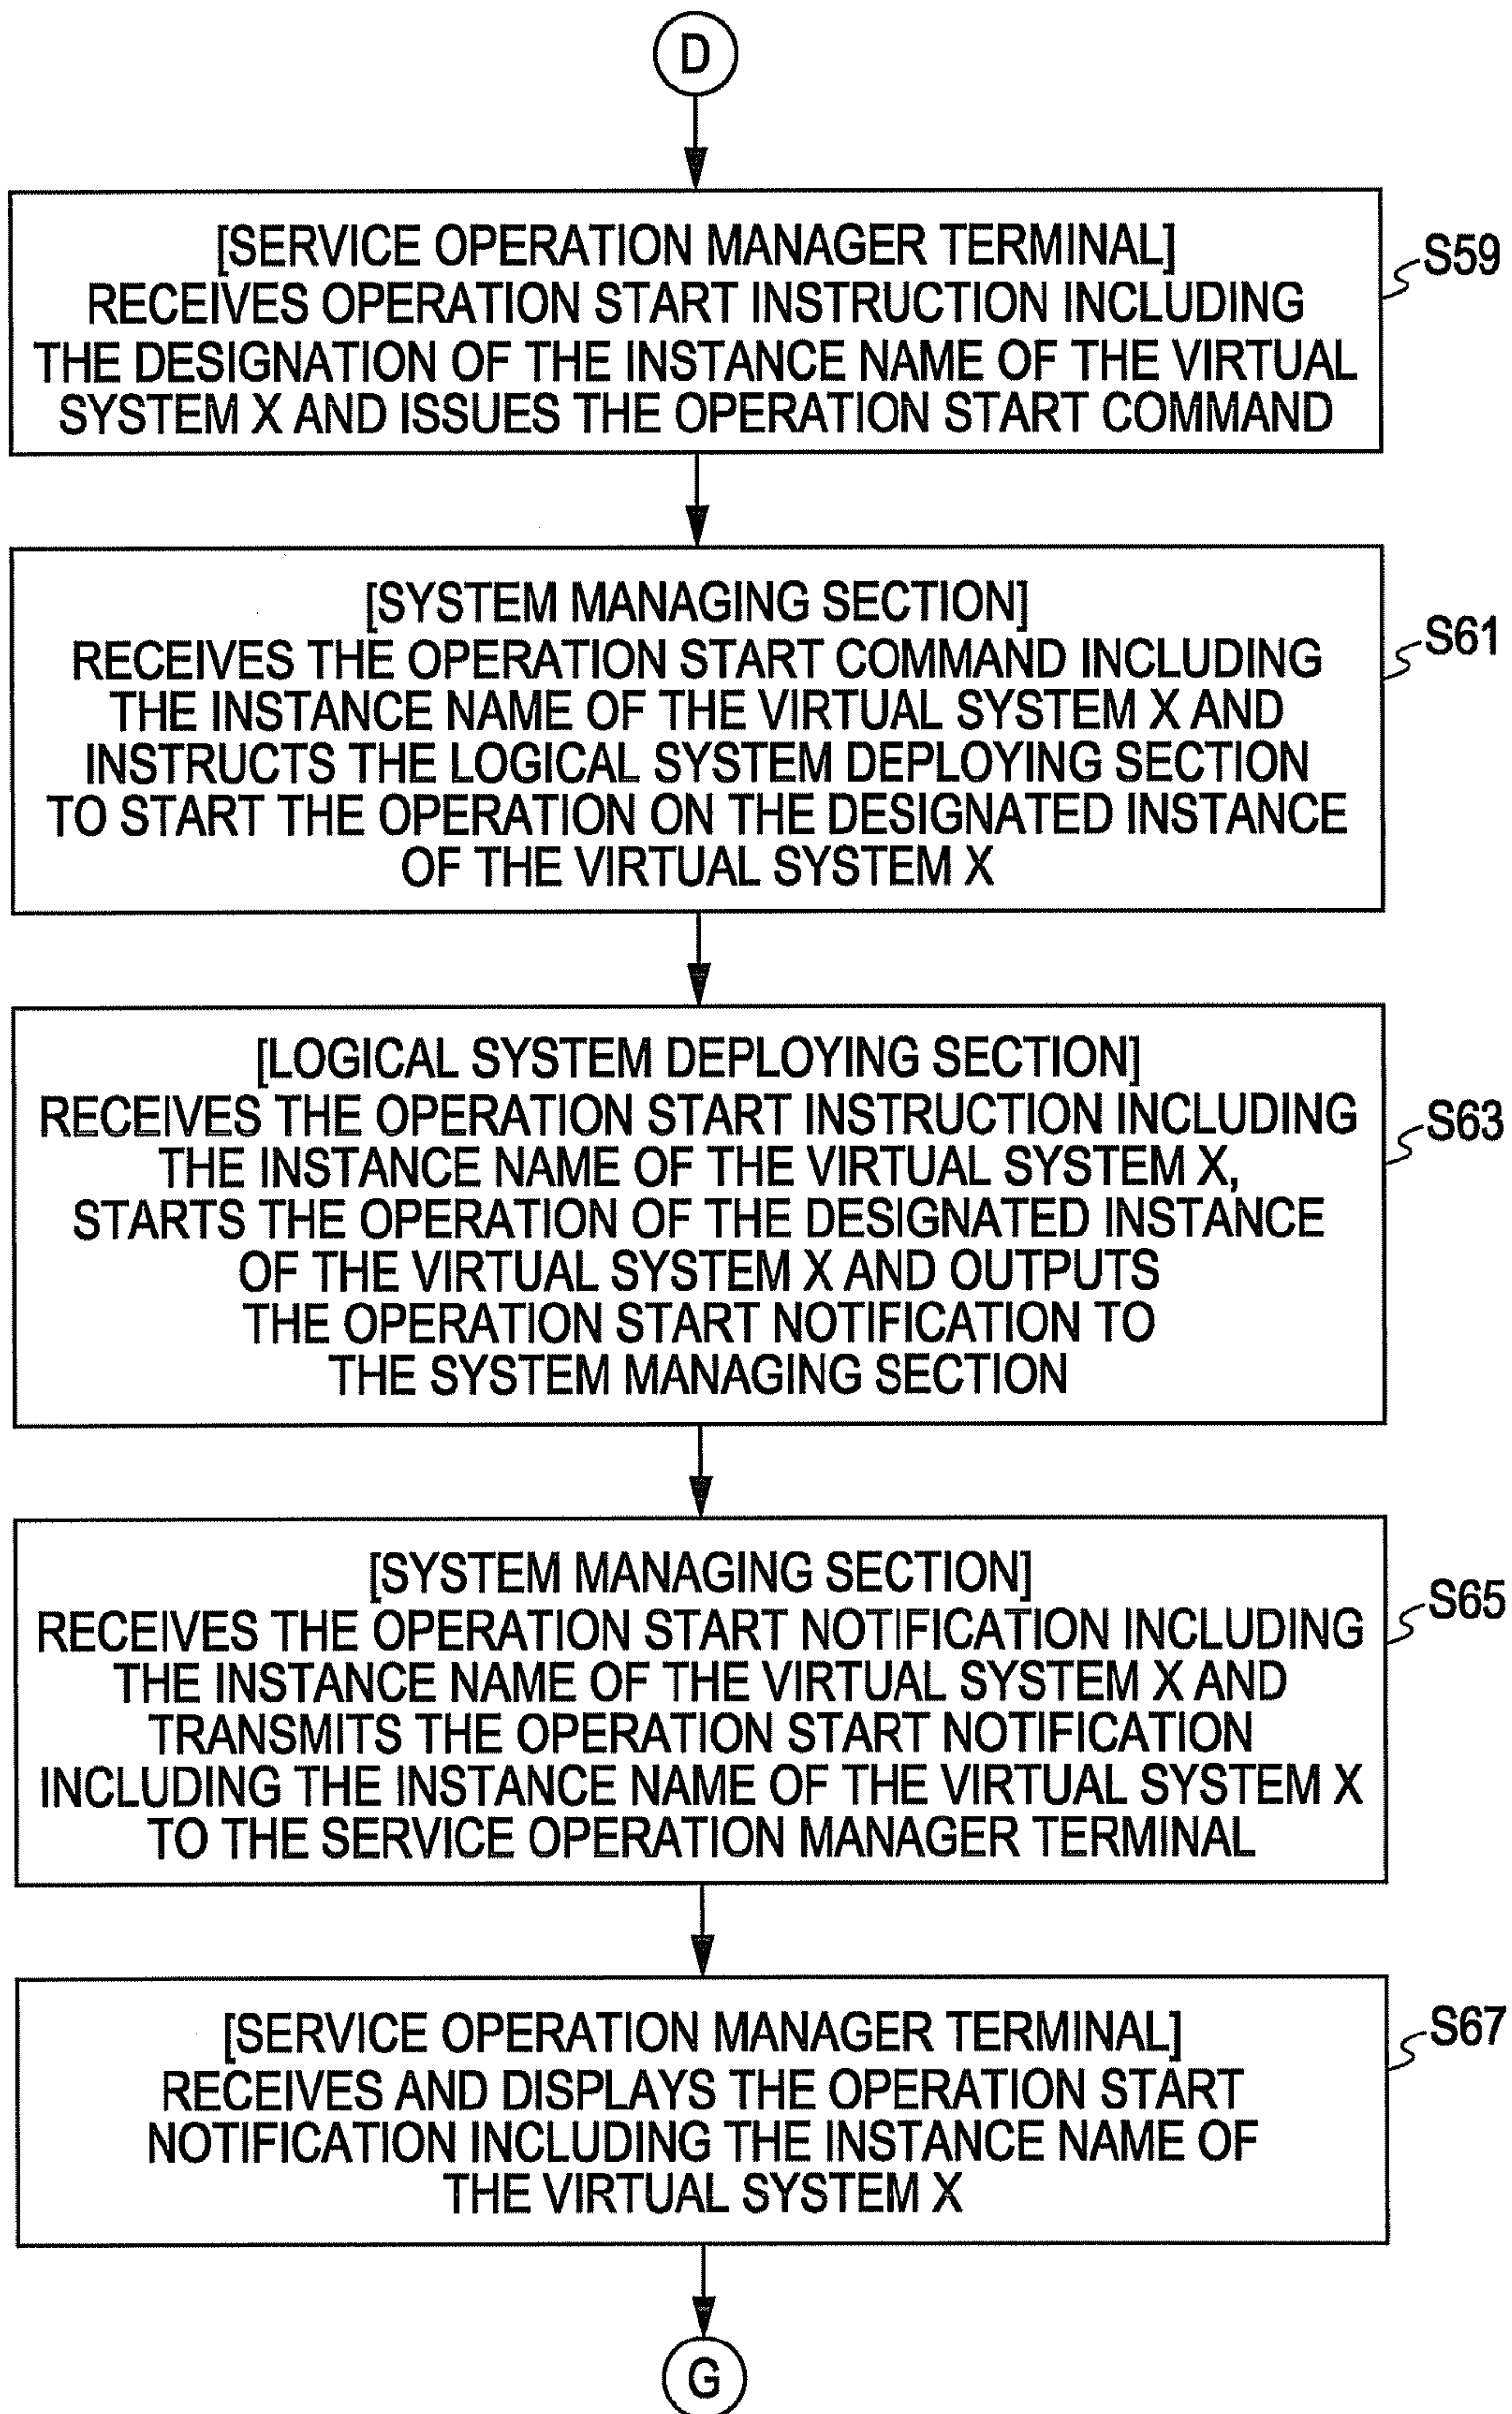 D
[SERVICE OPERATION MANAGER TERMINAL]
RECEIVES OPERATION START INSTRUCTION INCLUDING
THE DESIGNATION OF THE INSTANCE NAME OF THE VIRTUAL
SYSTEM X AND ISSUES THE OPERATION START COMMAND
S59
[SYSTEM MANAGING SECTION]
RECEIVES THE OPERATION START COMMAND INCLUDING
THE INSTANCE NAME OF THE VIRTUAL SYSTEM X AND
INSTRUCTS THE LOGICAL SYSTEM DEPLOYING SECTION
TO START THE OPERATION ON THE DESIGNATED INSTANCE
OF THE VIRTUAL SYSTEM X
S61
[LOGICAL SYSTEM DEPLOYING SECTION]
RECEIVES THE OPERATION START INSTRUCTION INCLUDING
THE INSTANCE NAME OF THE VIRTUAL SYSTEM X,
STARTS THE OPERATION OF THE DESIGNATED INSTANCE
OF THE VIRTUAL SYSTEM X AND OUTPUTS
THE OPERATION START NOTIFICATION TO
THE SYSTEM MANAGING SECTION
S63
[SYSTEM MANAGING SECTION]
RECEIVES THE OPERATION START NOTIFICATION INCLUDING
THE INSTANCE NAME OF THE VIRTUAL SYSTEM X AND
TRANSMITS THE OPERATION START NOTIFICATION
INCLUDING THE INSTANCE NAME OF THE VIRTUAL SYSTEM X
TO THE SERVICE OPERATION MANAGER TERMINAL
S65
[SERVICE OPERATION MANAGER TERMINAL]
RECEIVES AND DISPLAYS THE OPERATION START
NOTIFICATION INCLUDING THE INSTANCE NAME OF
THE VIRTUAL SYSTEM X
S67
G